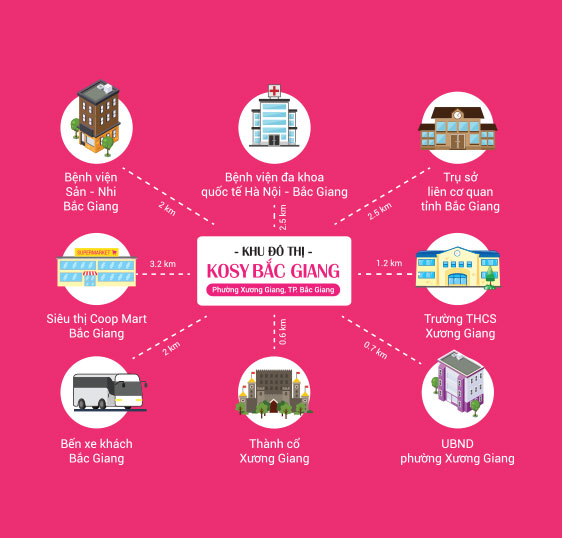 Bệnh viện
Sản - Nhi
Bắc Giang
2 km
Bệnh viện đa khoa
quốc tế Hà Nội - Bắc Giang
2.5 km
Trụ sở
liên cơ quan
tỉnh Bắc Giang
2.5 km
SUPERMARKET
Siêu thị Coop Mart
Bắc Giang
3.2 km
- KHU ĐÔ THỊ -
KOSY BẮC GIANG
Phường Xương Giang, TP. Bắc Giang
1.2 km
Trường THCS
Xương Giang
2 km
Bến xe khách
Bắc Giang
0.6 km
Thành cổ
Xương Giang
0.7 km
UBND
phường Xương Giang